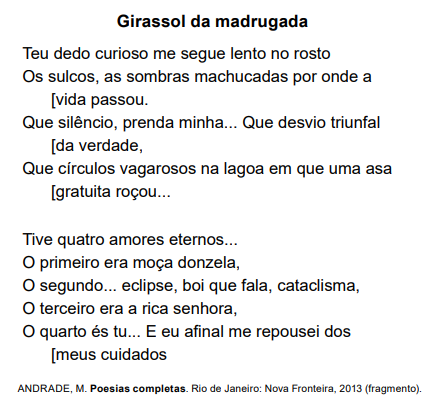 Girassol da madrugada
Teu dedo curioso me segue lento no rosto
Os sulcos, as sombras machucadas por onde a
[vida passou.
Que silêncio, prenda minha... Que desvio triunfal
[da verdade,
Que círculos vagarosos na lagoa em que uma asa
[gratuita roçou...
Tive quatro amores eternos...
O primeiro era moça donzela,
O segundo... eclipse, boi que fala, cataclisma,
O terceiro era a rica senhora,
O quarto és tu... E eu afinal me repousei dos
[meus cuidados
ANDRADE, M. Poesias completas. Rio de Janeiro: Nova Fronteira, 2013 (fragmento).